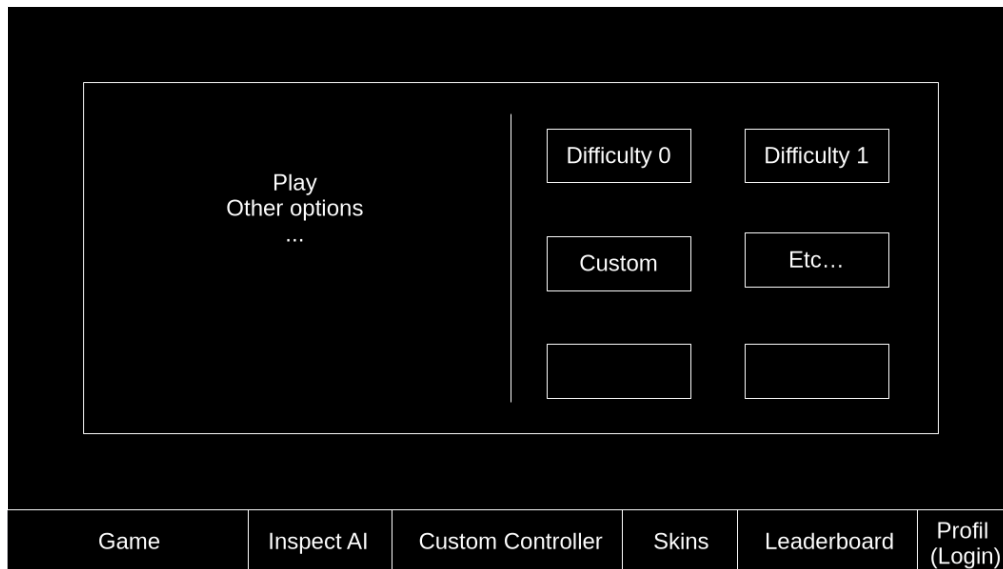 Play
Other options
...
Difficulty 0
Difficulty 1
Custom
Etc…
Game
Inspect AI
Custom Controller
Skins
Leaderboard
Profil
(Login)